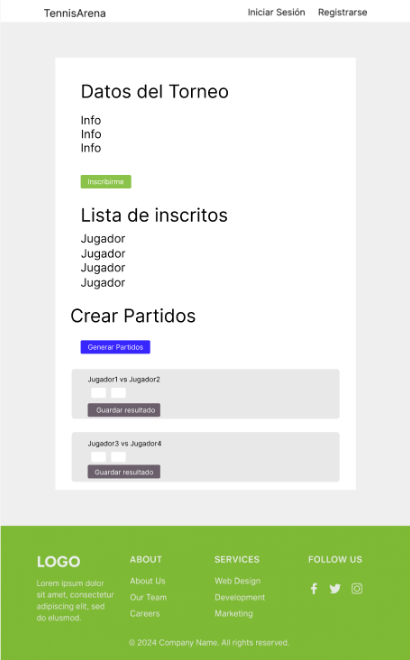 TennisArena
Iniciar Sesión
Registrarse
Datos del Torneo
Info
Info
Info
Inscribirme
Lista de inscritos
Jugador
Jugador
Jugador
Jugador
Crear Partidos
Generar Partidos
Jugador1 vs Jugador2
Guardar resultado
Jugador3 vs Jugador4
Guardar resultado
LOGO
Lorem ipsum dolor
sit amet, consectetur
adipiscing elit, sed
do eiusmod.
ABOUT
About Us
Our Team
Careers
SERVICES
Web Design
Development
Marketing
FOLLOW US
© 2024 Company Name. All rights reserved.